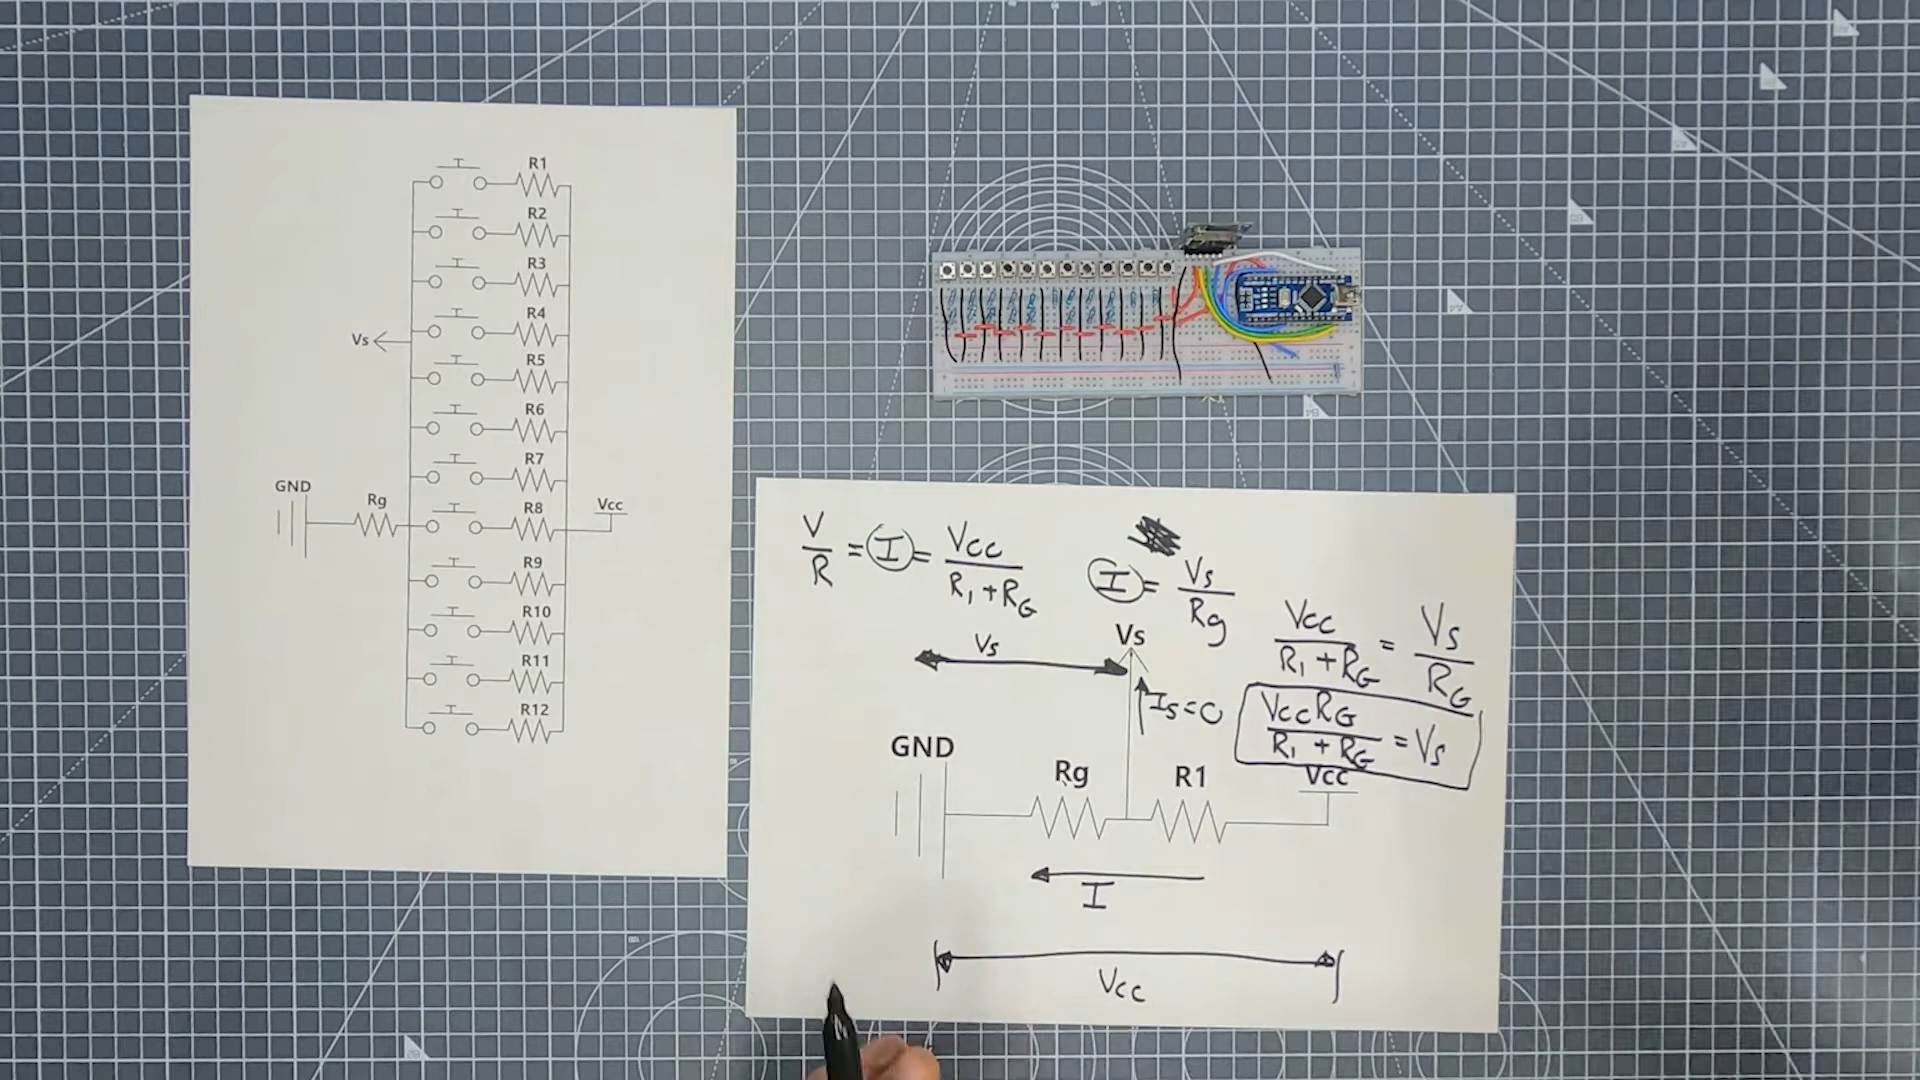 R1
R2
R3
R4
Vs
R5
R6
R7
GND
Rg
R8
Vcc
R9
R10
R11
R12
V/R = I = Vcc/R1+RG
I = Vs/Rg
Vcc/R1+RG = Vs/RG
VccRG/R1+RG = Vs
Vs
Vs
Is=0
GND
Rg
R1
Vcc
I
Vcc